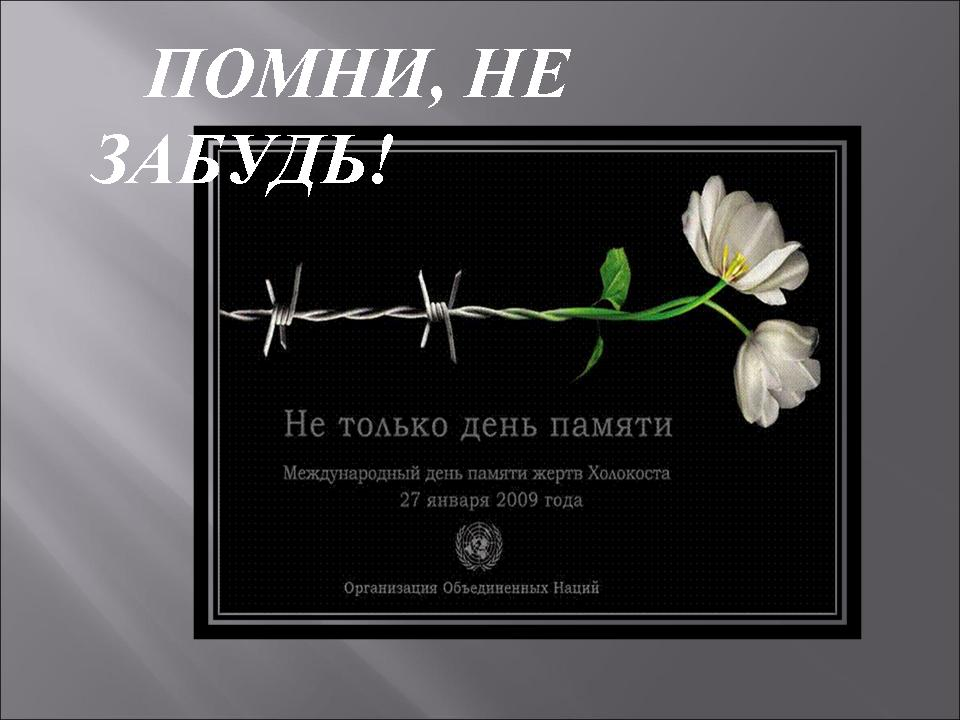 ПОМНИ, НЕ
ЗАБУДЬ!
Не только день памяти
Международный день памяти жертв Холокоста
27 января 2009 года
Организация Объединенных Наций